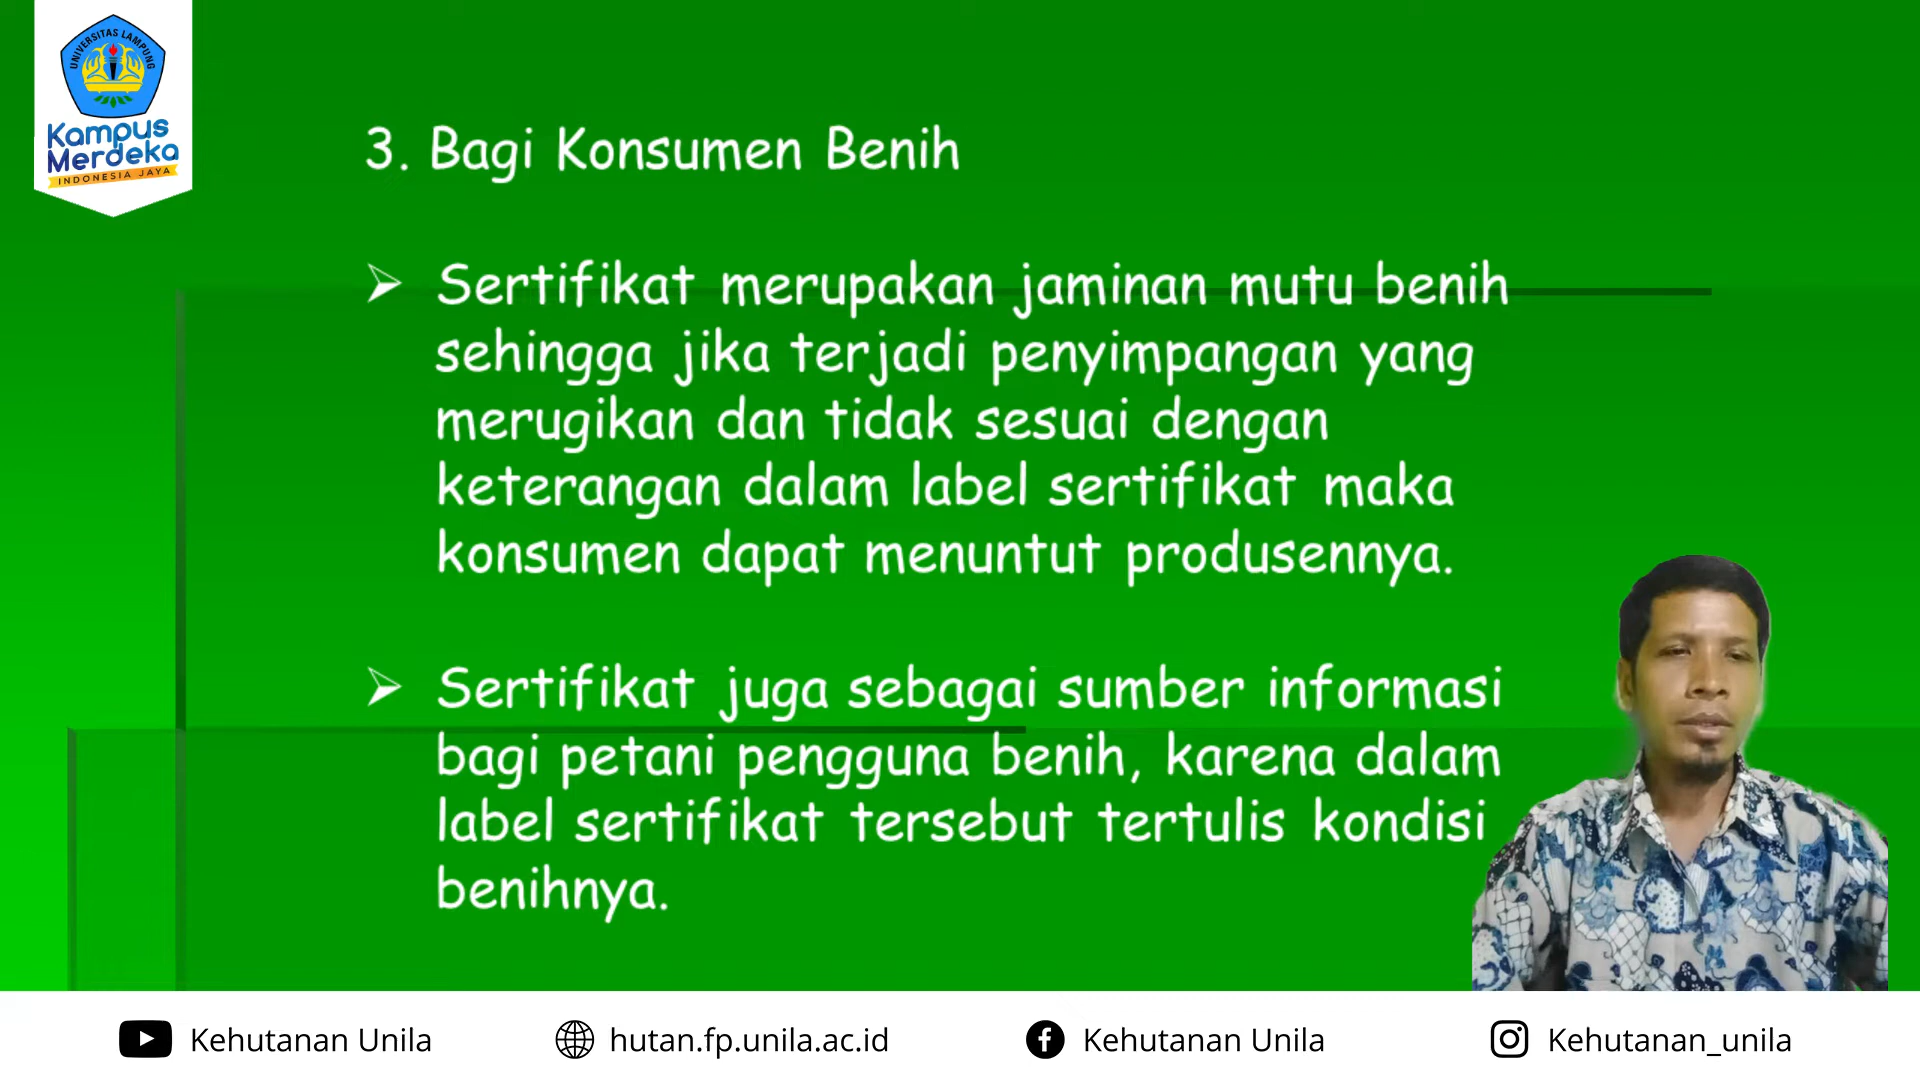 UNIVERSITAS LAMPUNG
Kampus
Merdeka
INDONESIA JAYA
3. Bagi Konsumen Benih
➢ Sertifikat merupakan jaminan mutu benih
sehingga jika terjadi penyimpangan yang
merugikan dan tidak sesuai dengan
keterangan dalam label sertifikat maka
konsumen dapat menuntut produsennya.
➢ Sertifikat juga sebagai sumber informasi
bagi petani pengguna benih, karena dalam
label sertifikat tersebut tertulis kondisi
benihnya.
Kehutanan Unila
hutan.fp.unila.ac.id
Kehutanan Unila
Kehutanan_unila